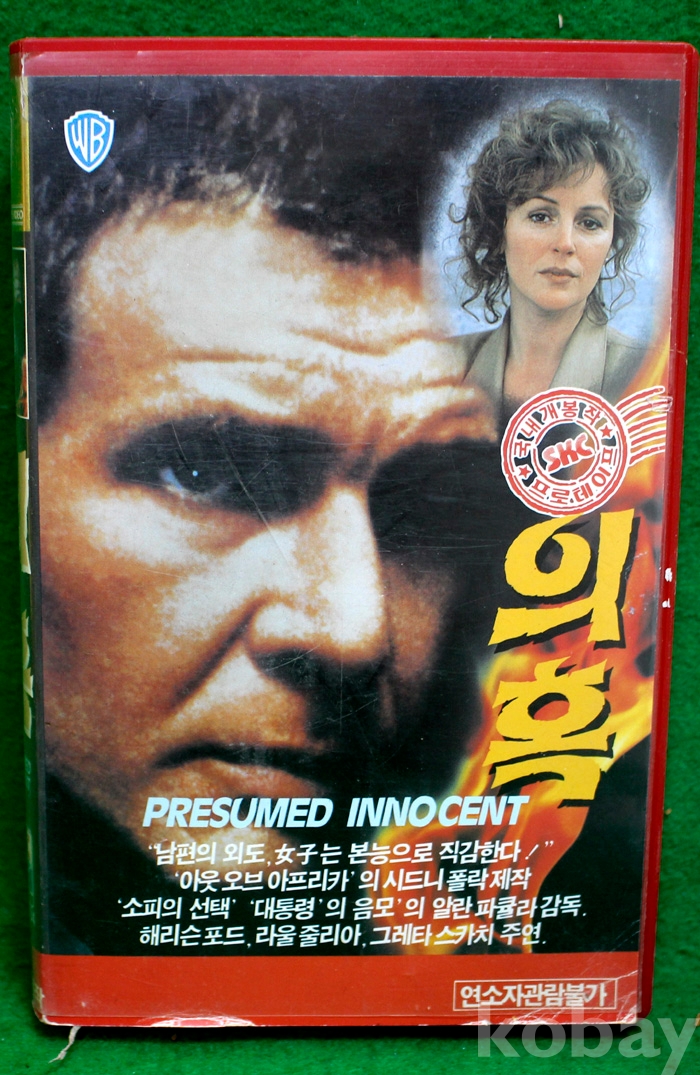 WB
국내개봉작
SKC
프로테이프
의
혹
PRESUMED INNOCENT
"남편의 외도, 女子는 본능으로 직감한다!"
'아웃 오브 아프리카'의 시드니 폴락 제작
'소피의 선택' '대통령'의 음모'의 알란 파큘라 감독.
해리슨 포드, 라울 줄리아, 그레타 스카치 주연.
연소자관람불가
kobay